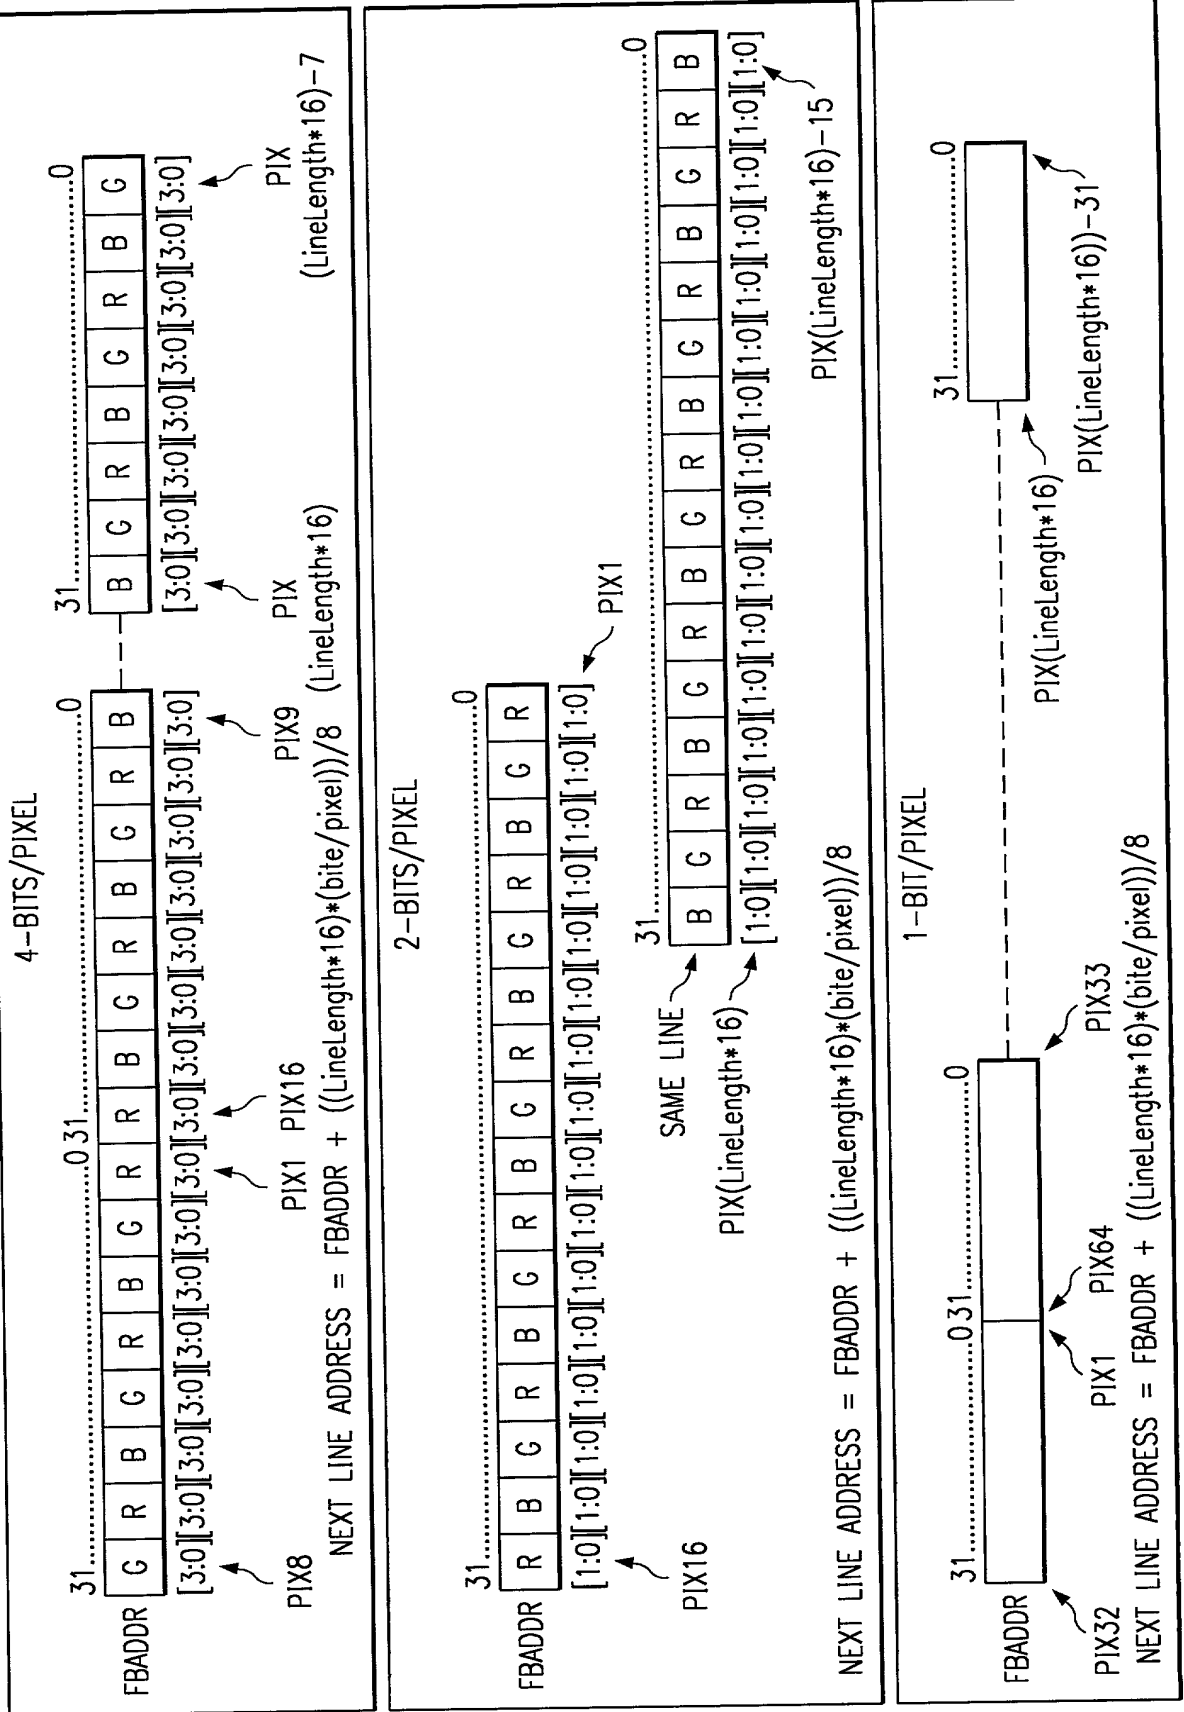 4-BITS/PIXEL
31..........0 31..........0 31..........0
FBADDR G R B G R B G R R B G R B G R B B G R B G R B G
[3:0][3:0][3:0][3:0][3:0][3:0][3:0][3:0][3:0][3:0][3:0][3:0][3:0][3:0][3:0][3:0] [3:0][3:0][3:0][3:0][3:0][3:0][3:0][3:0]
PIX8 PIX1 PIX16 PIX9 PIX (LineLength*16) PIX (LineLength*16)-7
NEXT LINE ADDRESS = FBADDR + ((LineLength*16)*(bite/pixel))/8
2-BITS/PIXEL
31..........0
FBADDR R B G R B G R B G R B G R B G R
[1:0][1:0][1:0][1:0][1:0][1:0][1:0][1:0][1:0][1:0][1:0][1:0][1:0][1:0][1:0][1:0]
PIX16 PIX1
31..........0
SAME LINE B G R B G R B G R B G R B G R B
PIX(LineLength*16) [1:0][1:0][1:0][1:0][1:0][1:0][1:0][1:0][1:0][1:0][1:0][1:0][1:0][1:0][1:0][1:0]
PIX(LineLength*16)-15
NEXT LINE ADDRESS = FBADDR + ((LineLength*16)*(bite/pixel))/8
1-BIT/PIXEL
31..........0 31..........0 31..........0
FBADDR
PIX32 PIX1 PIX64 PIX33 PIX(LineLength*16) PIX(LineLength*16))-31
NEXT LINE ADDRESS = FBADDR + ((LineLength*16)*(bite/pixel))/8